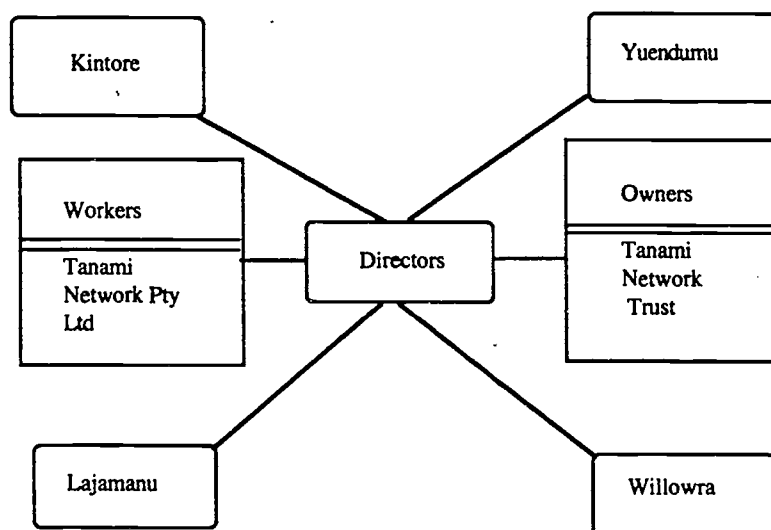 Kintore
Yuendumu
Workers
Tanami
Network Pty
Ltd
Directors
Owners
Tanami
Network
Trust
Lajamanu
Willowra